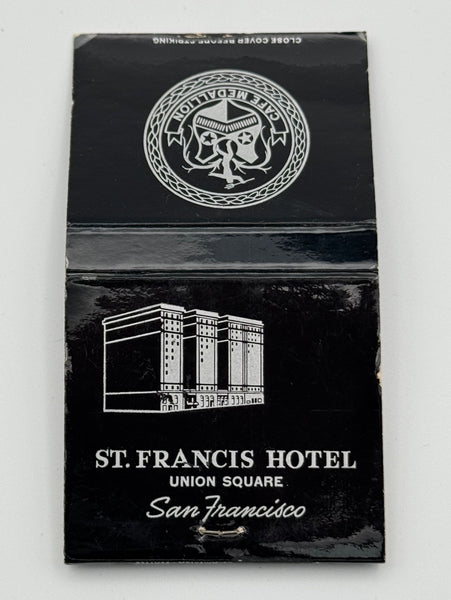 CLOSE COVER BEFORE STRIKING
CAFE MEDALLION
ST. FRANCIS HOTEL
UNION SQUARE
San Francisco